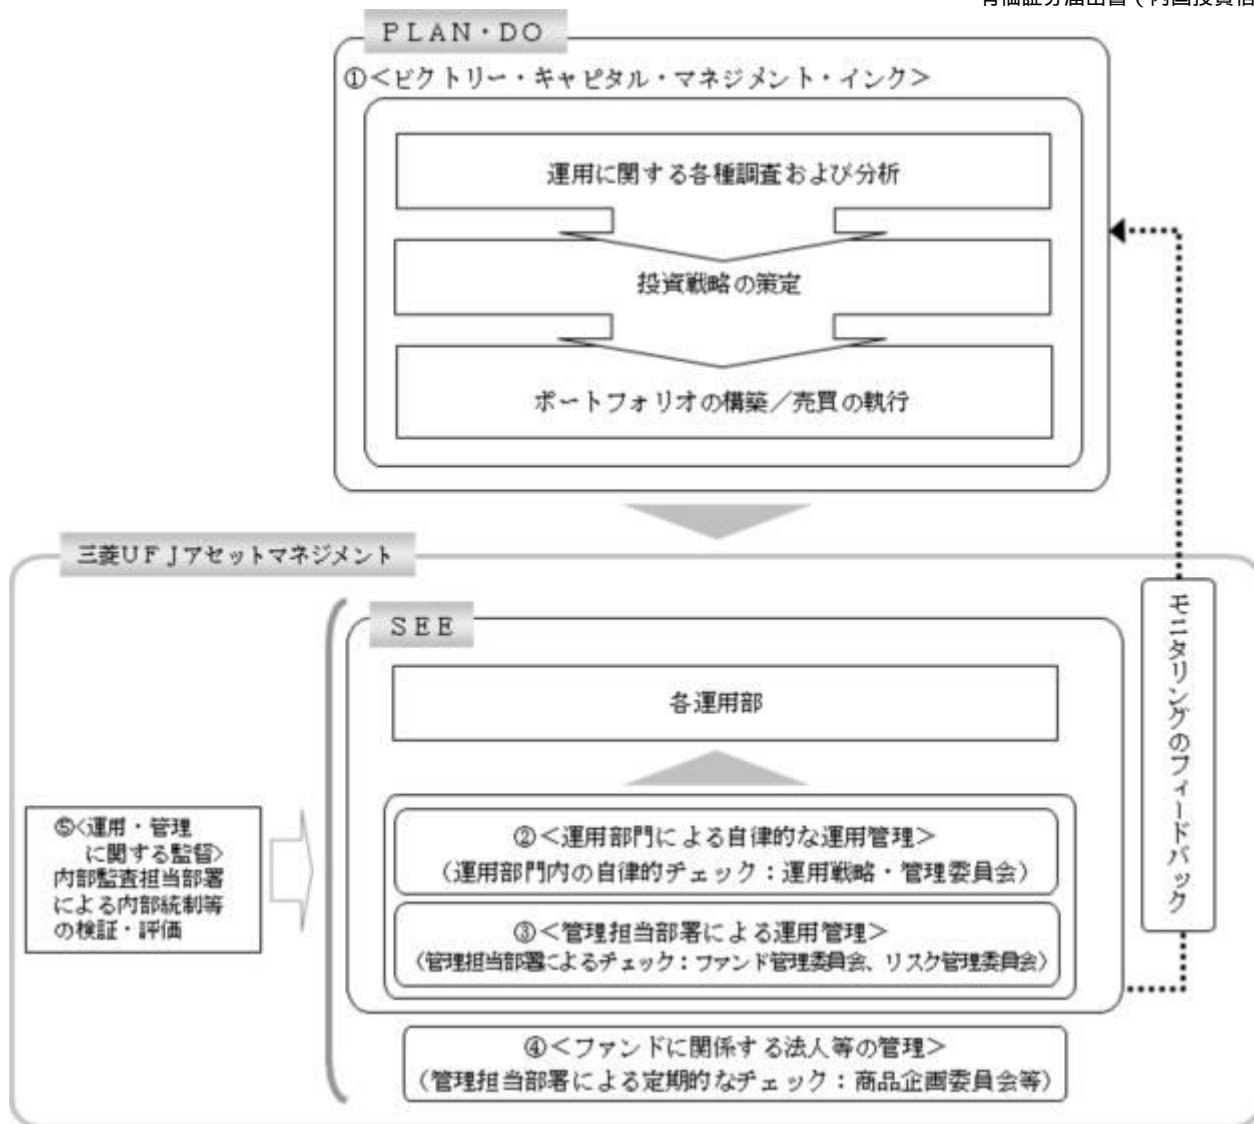 ＰＬＡＮ・ＤＯ
①＜ビクトリー・キャピタル・マネジメント・インク＞
運用に関する各種調査および分析
投資戦略の策定
ポートフォリオの構築／売買の執行
三菱ＵＦＪアセットマネジメント
ＳＥＥ
各運用部
②＜運用部門による自律的な運用管理＞
（運用部門内の自律的チェック：運用戦略・管理委員会）
③＜管理担当部署による運用管理＞
（管理担当部署によるチェック：ファンド管理委員会、リスク管理委員会）
④＜ファンドに関係する法人等の管理＞
（管理担当部署による定期的なチェック：商品企画委員会等）
⑤＜運用・管理
に関する監督＞
内部監査担当部署
による内部統制等
の検証・評価
モニタリングのフィードバック